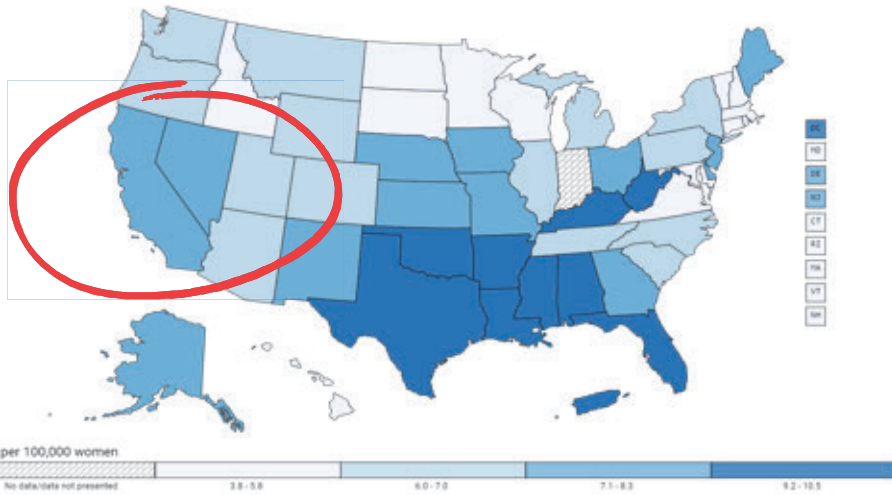 DC
MD
DE
NJ
CT
RI
MA
VT
NH
per 100,000 women
No data/data not presented
3.8 - 5.8
6.0 - 7.0
7.1 - 8.3
9.2 - 10.5